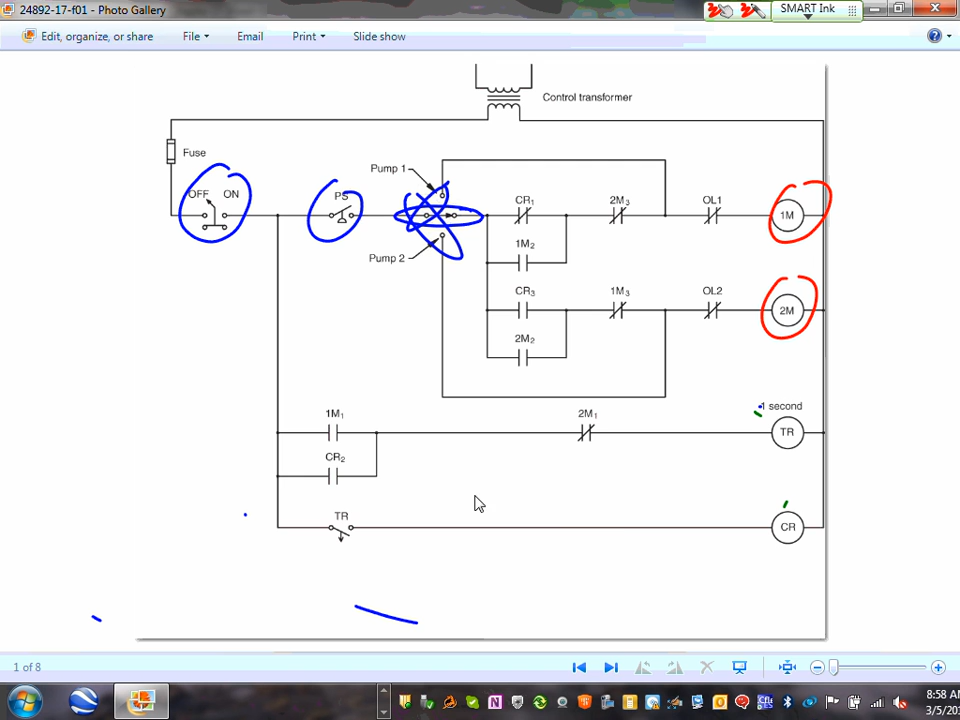 24892-17-f01 - Photo Gallery
SMART Ink
Edit, organize, or share File Email Print Slide show
Control transformer
Fuse
OFF ON
PS
Pump 1
Pump 2
CR1 2M3 OL1
1M
1M2
CR3 1M3 OL2
2M
2M2
1M1 2M1 1 second
TR
CR2
TR
CR
1 of 8
8:58 AM
3/5/20